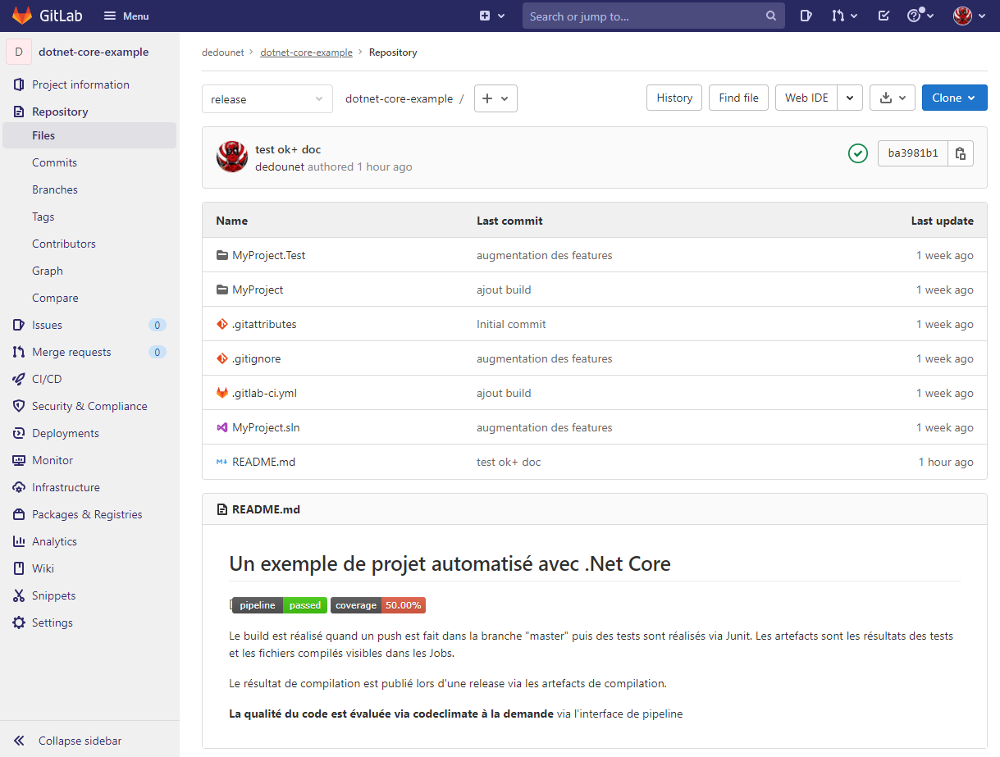 GitLab Menu Search or jump to...
D dotnet-core-example
Project information
Repository
Files
Commits
Branches
Tags
Contributors
Graph
Compare
Issues 0
Merge requests 0
CI/CD
Security & Compliance
Deployments
Monitor
Infrastructure
Packages & Registries
Analytics
Wiki
Snippets
Settings
Collapse sidebar
dedounet › dotnet-core-example › Repository
release dotnet-core-example / + History Find file Web IDE Clone
test ok+ doc
dedounet authored 1 hour ago
ba3981b1
Name Last commit Last update
MyProject.Test augmentation des features 1 week ago
MyProject ajout build 1 week ago
.gitattributes Initial commit 1 week ago
.gitignore augmentation des features 1 week ago
.gitlab-ci.yml ajout build 1 week ago
MyProject.sln augmentation des features 1 week ago
README.md test ok+ doc 1 hour ago
README.md
Un exemple de projet automatisé avec .Net Core
pipeline passed coverage 50.00%
Le build est réalisé quand un push est fait dans la branche "master" puis des tests sont réalisés via Junit. Les artefacts sont les résultats des tests
et les fichiers compilés visibles dans les Jobs.
Le résultat de compilation est publié lors d'une release via les artefacts de compilation.
La qualité du code est évaluée via codeclimate à la demande via l'interface de pipeline